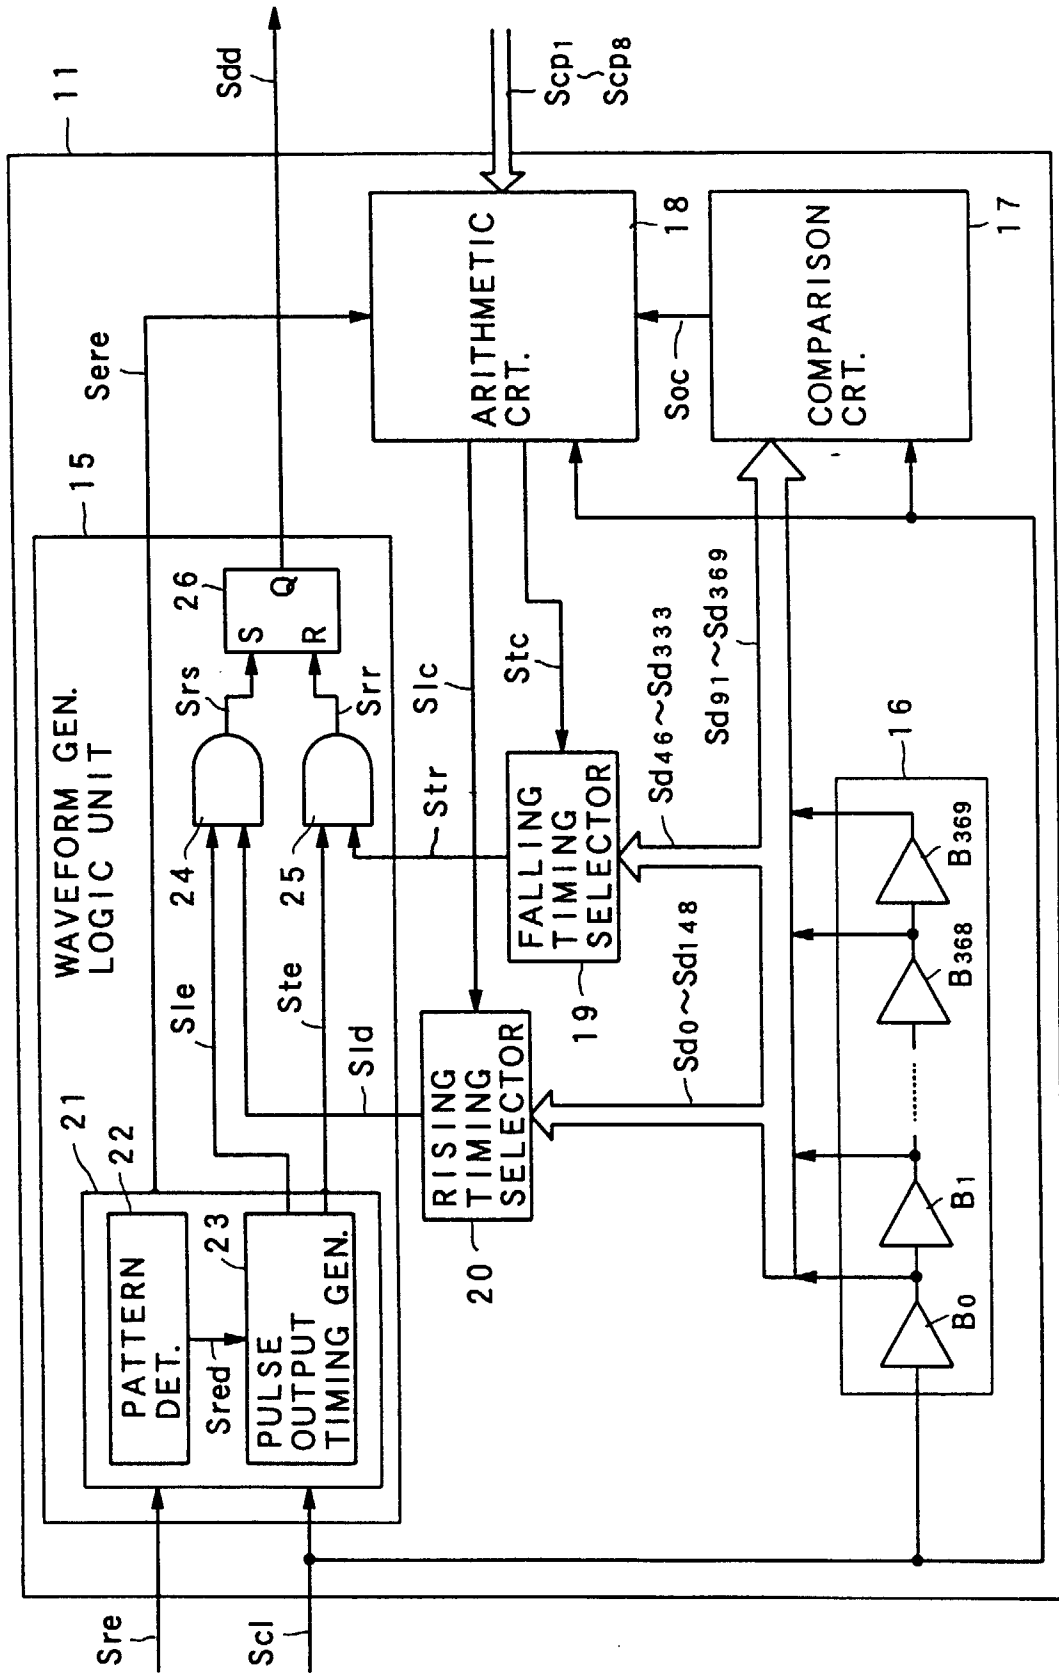 11
Sdd
Scp1
~
Scp8
Sere
15
WAVEFORM GEN.
LOGIC UNIT
26
S
Q
R
Srs
Srr
24
25
Sle
Ste
Sld
Str
21
22
PATTERN
DET.
Sred
23
PULSE
OUTPUT
TIMING GEN.
Sre
Scl
ARITHMETIC
CRT.
18
Slc
Stc
Soc
COMPARISON
CRT.
17
FALLING
TIMING
SELECTOR
19
RISING
TIMING
SELECTOR
20
Sd0~Sd148
Sd46~Sd333
Sd91~Sd369
16
B0
B1
B368
B369